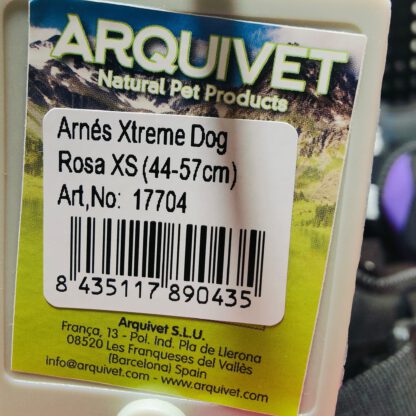 ARQUIVET
Natural Pet Products
Arnés Xtreme Dog
Rosa XS (44-57cm)
Art,No: 17704
8 435117 890435
Arquivet S.L.U.
França, 13 - Pol. Ind. Pla de Llerona
08520 Les Franqueses del Vallès
(Barcelona) Spain
info@arquivet.com - www.arquivet.com